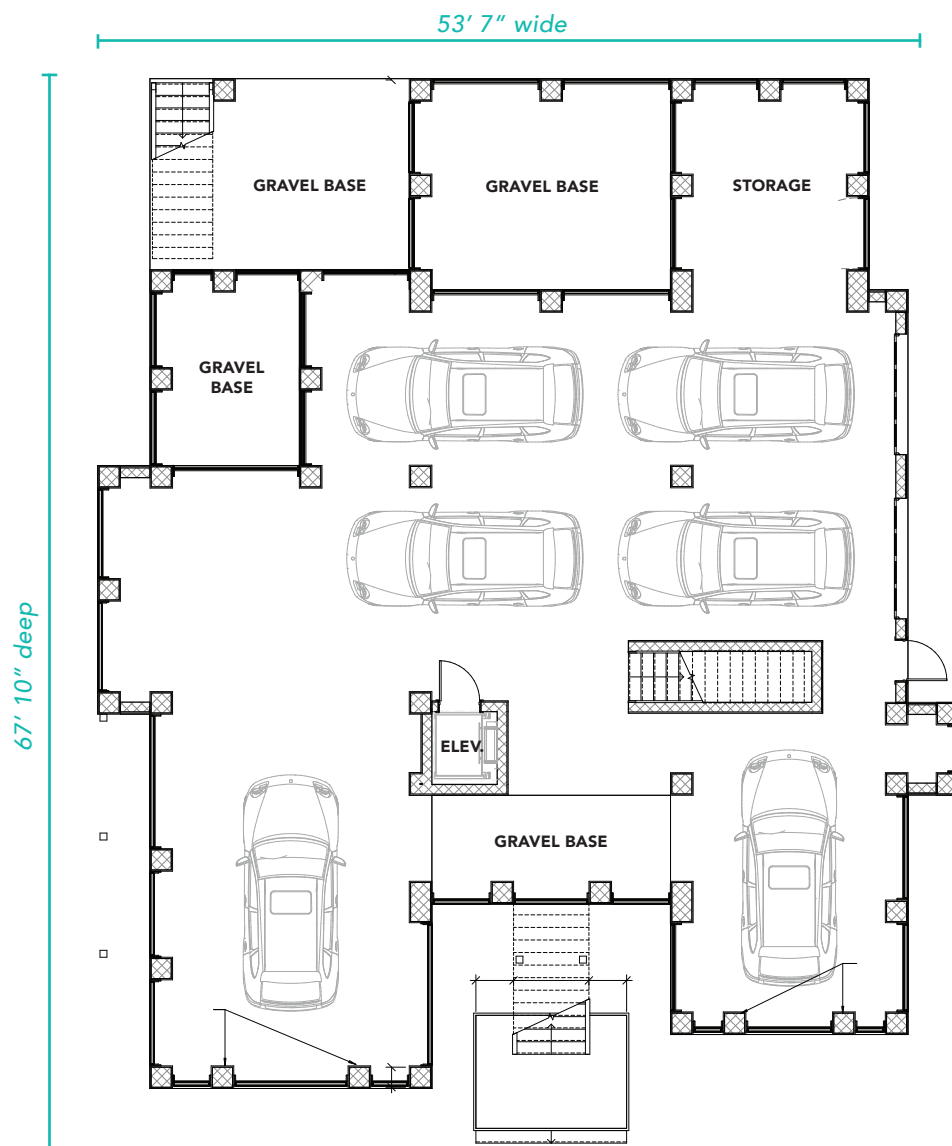 53’ 7” wide
GRAVEL BASE
GRAVEL BASE
STORAGE
GRAVEL
BASE
67’ 10” deep
ELEV.
GRAVEL BASE